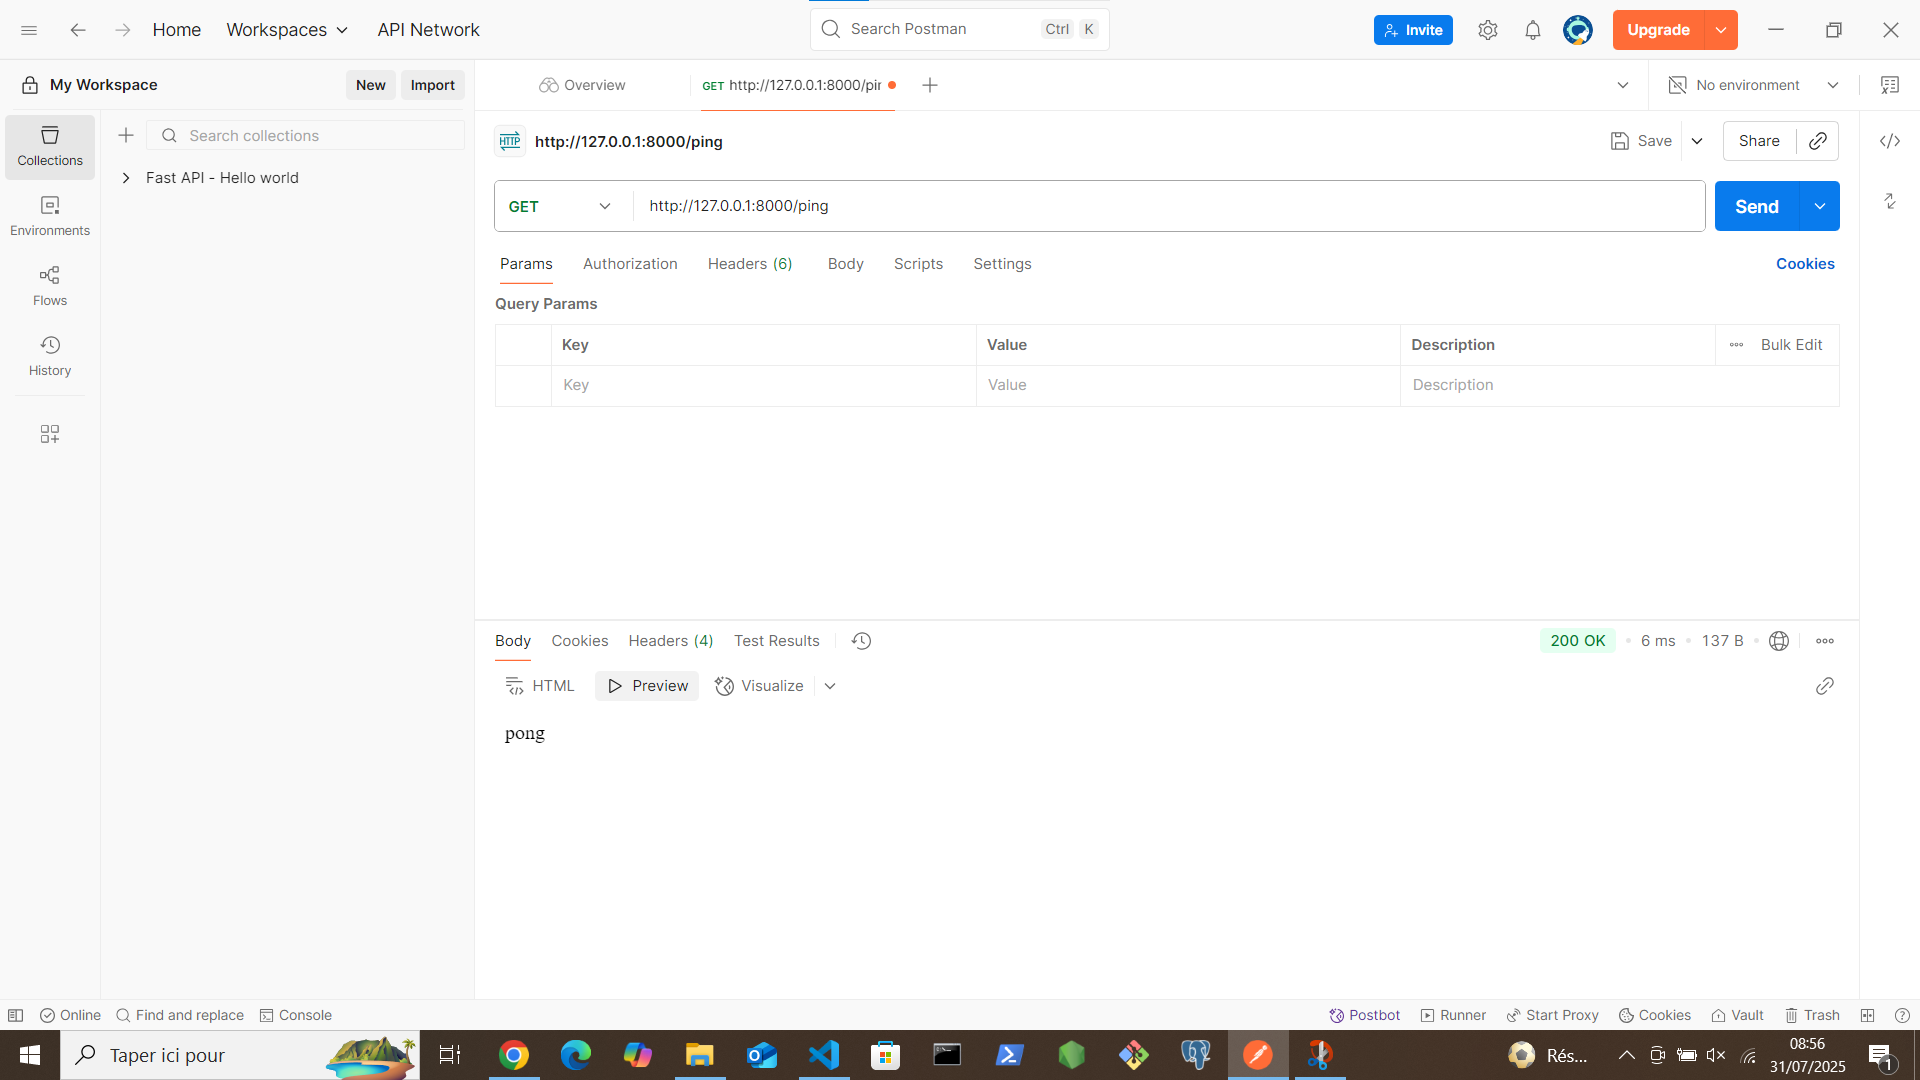 Home
Workspaces
API Network
Search Postman
Ctrl
K
Invite
Upgrade
My Workspace
New
Import
Overview
GET http://127.0.0.1:8000/pir
No environment
Collections
Environments
Flows
History
Search collections
Fast API - Hello world
HTTP
http://127.0.0.1:8000/ping
Save
Share
GET
http://127.0.0.1:8000/ping
Send
Params
Authorization
Headers (6)
Body
Scripts
Settings
Cookies
Query Params
Key
Value
Description
Bulk Edit
Key
Value
Description
Body
Cookies
Headers (4)
Test Results
200 OK
6 ms
137 B
HTML
Preview
Visualize
pong
Online
Find and replace
Console
Postbot
Runner
Start Proxy
Cookies
Vault
Trash
Taper ici pour
Rés...
08:56
31/07/2025
1